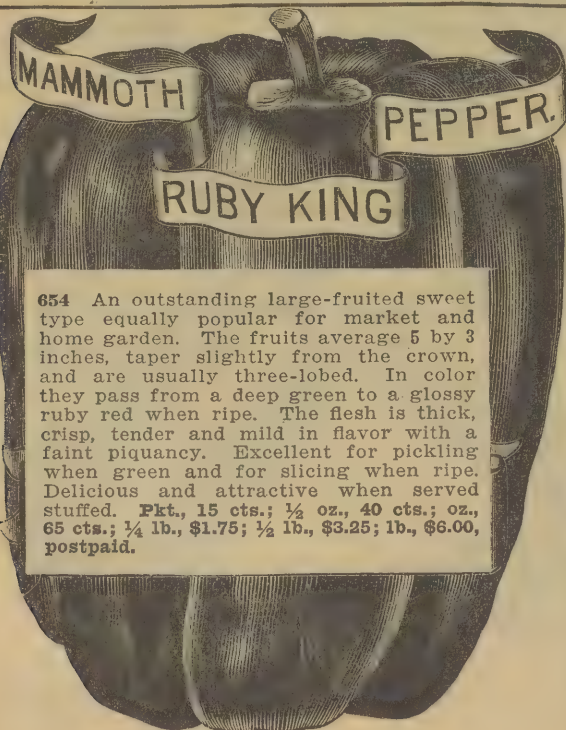 MAMMOTH
PEPPER.
RUBY KING
654 An outstanding large-fruited sweet
type equally popular for market and
home garden. The fruits average 5 by 3
inches, taper slightly from the crown,
and are usually three-lobed. In color
they pass from a deep green to a glossy
ruby red when ripe. The flesh is thick,
crisp, tender and mild in flavor with a
faint piquancy. Excellent for pickling
when green and for slicing when ripe.
Delicious and attractive when served
stuffed. Pkt., 15 cts.; ½ oz., 40 cts.; oz.,
65 cts.; ¼ lb., $1.75; ½ lb., $3.25; lb., $6.00,
postpaid.